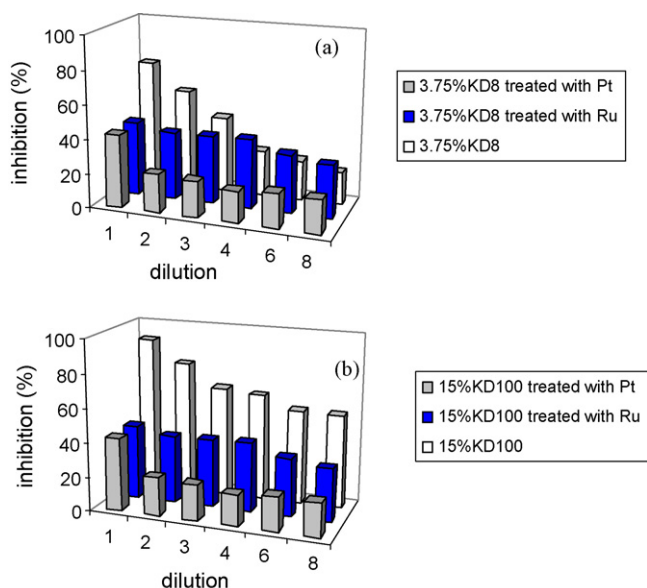 (a)
100
80
60
40
20
0
inhibition (%)
1 2 3 4 6 8
dilution
3.75%KD8 treated with Pt
3.75%KD8 treated with Ru
3.75%KD8
(b)
100
80
60
40
20
0
inhibition (%)
1 2 3 4 6 8
dilution
15%KD100 treated with Pt
15%KD100 treated with Ru
15%KD100